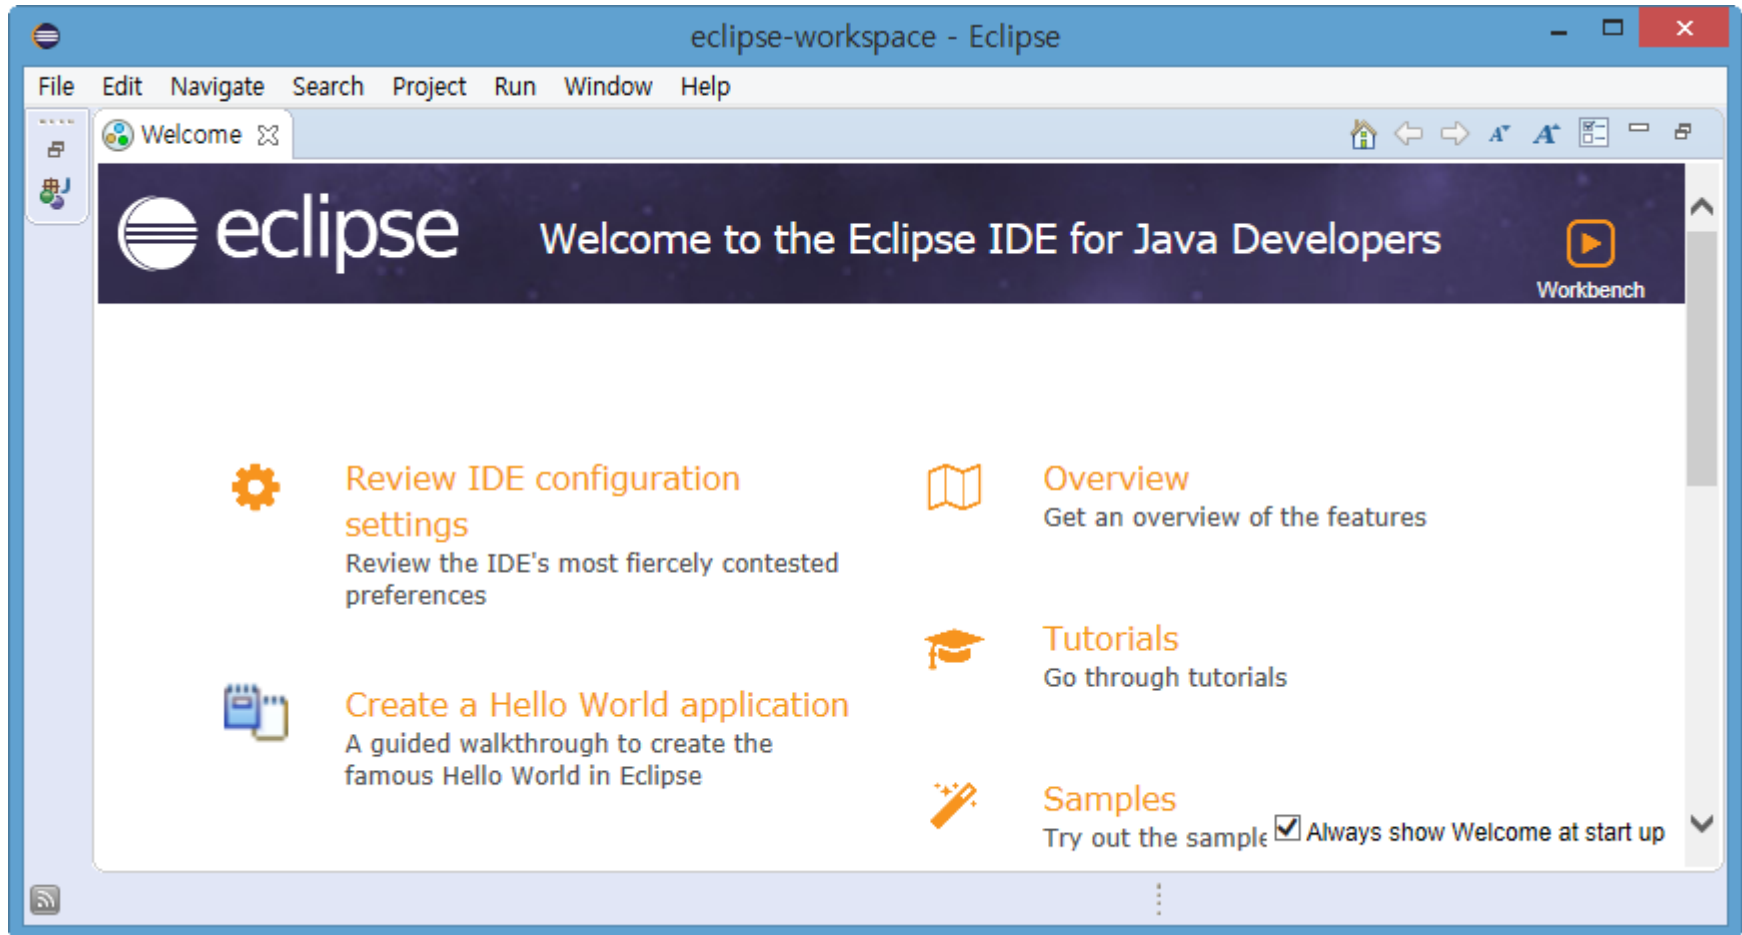 eclipse-workspace - Eclipse
File Edit Navigate Search Project Run Window Help
Welcome
eclipse Welcome to the Eclipse IDE for Java Developers
Workbench
Review IDE configuration
settings
Review the IDE's most fiercely contested
preferences
Create a Hello World application
A guided walkthrough to create the
famous Hello World in Eclipse
Overview
Get an overview of the features
Tutorials
Go through tutorials
Samples
Try out the sample
Always show Welcome at start up